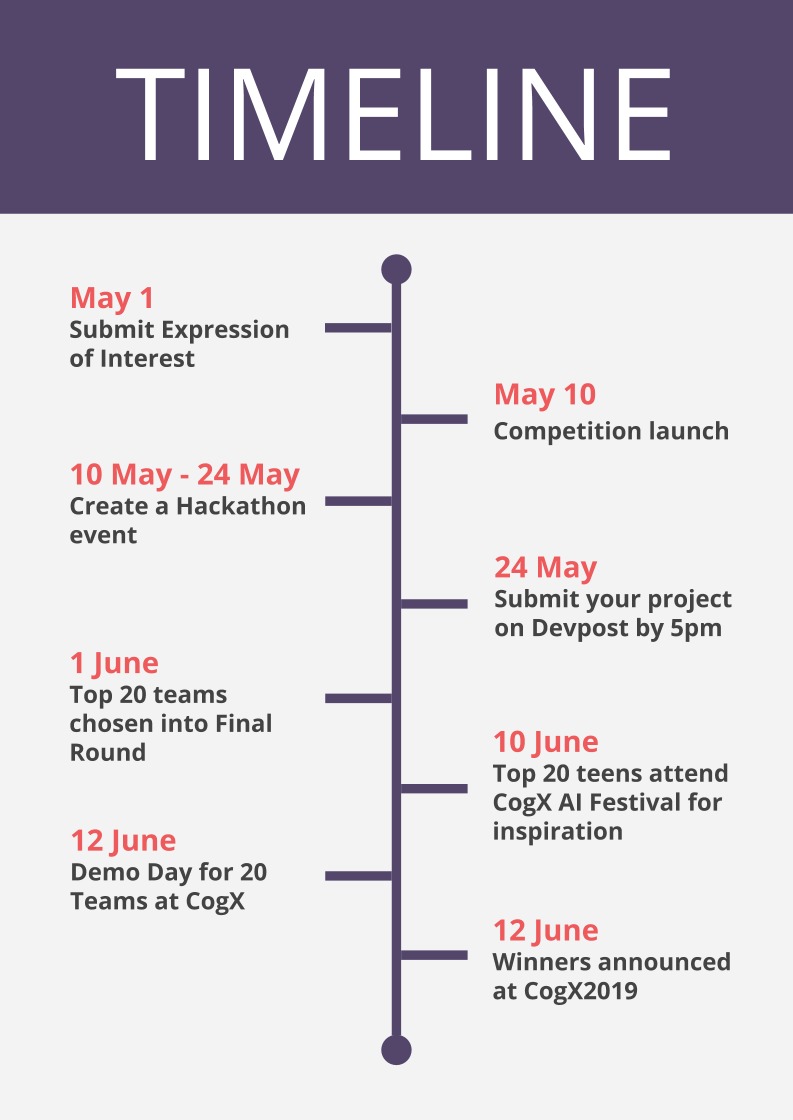 TIMELINE
May 1
Submit Expression
of Interest
May 10
Competition launch
10 May - 24 May
Create a Hackathon
event
24 May
Submit your project
on Devpost by 5pm
1 June
Top 20 teams
chosen into Final
Round
10 June
Top 20 teens attend
CogX AI Festival for
inspiration
12 June
Demo Day for 20
Teams at CogX
12 June
Winners announced
at CogX2019